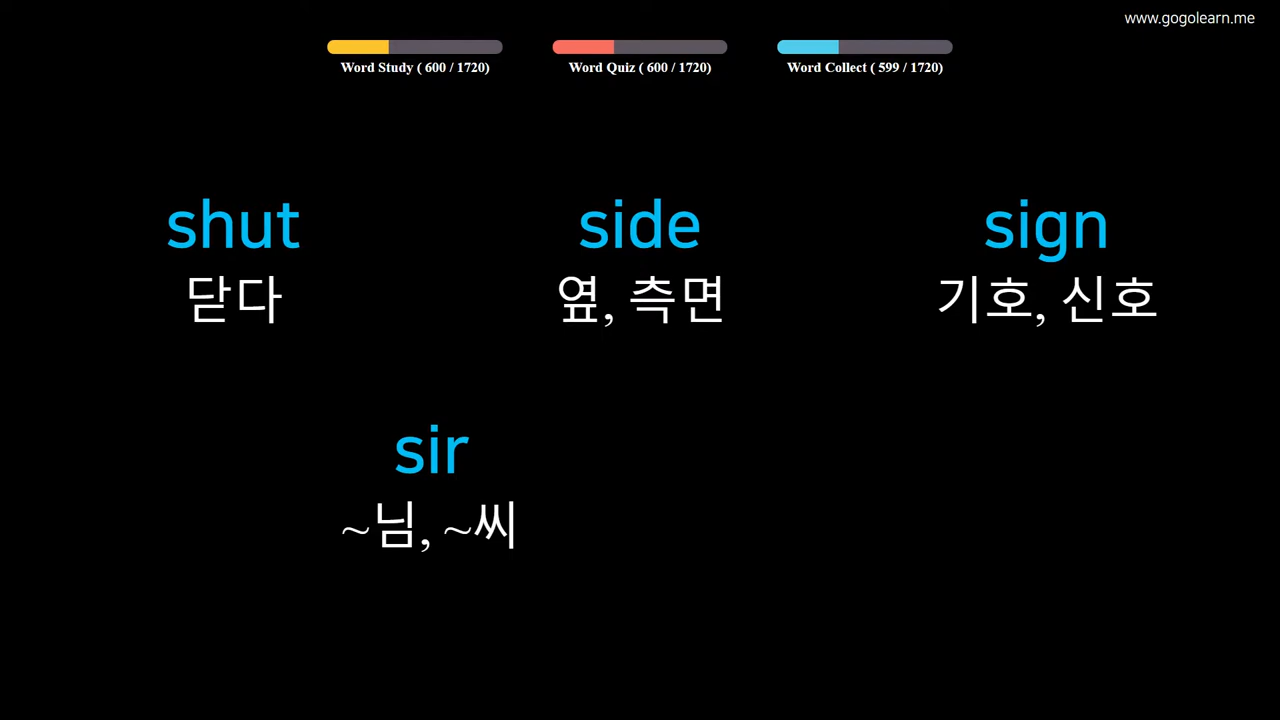 www.gogolearn.me
Word Study ( 600 / 1720)
Word Quiz ( 600 / 1720)
Word Collect ( 599 / 1720)
shut
닫다
side
옆, 측면
sign
기호, 신호
sir
~님, ~씨